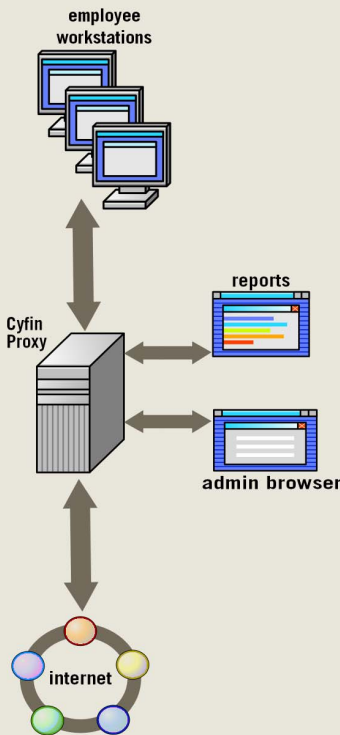 employee
workstations
reports
Cyfin
Proxy
admin browser
internet